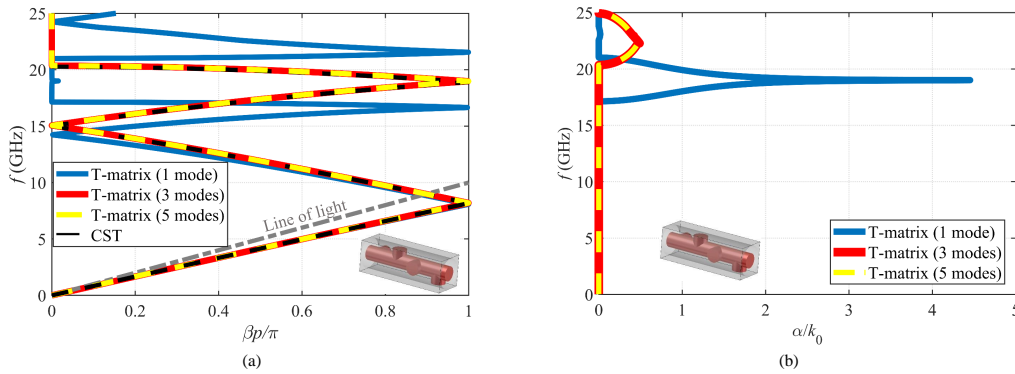 25
20
15
10
5
0
f (GHz)
T-matrix (1 mode)
T-matrix (3 modes)
T-matrix (5 modes)
CST
Line of light
0 0.2 0.4 0.6 0.8 1
βp/π
(a)
25
20
15
10
5
0
f (GHz)
T-matrix (1 mode)
T-matrix (3 modes)
T-matrix (5 modes)
0 1 2 3 4 5
α/k₀
(b)